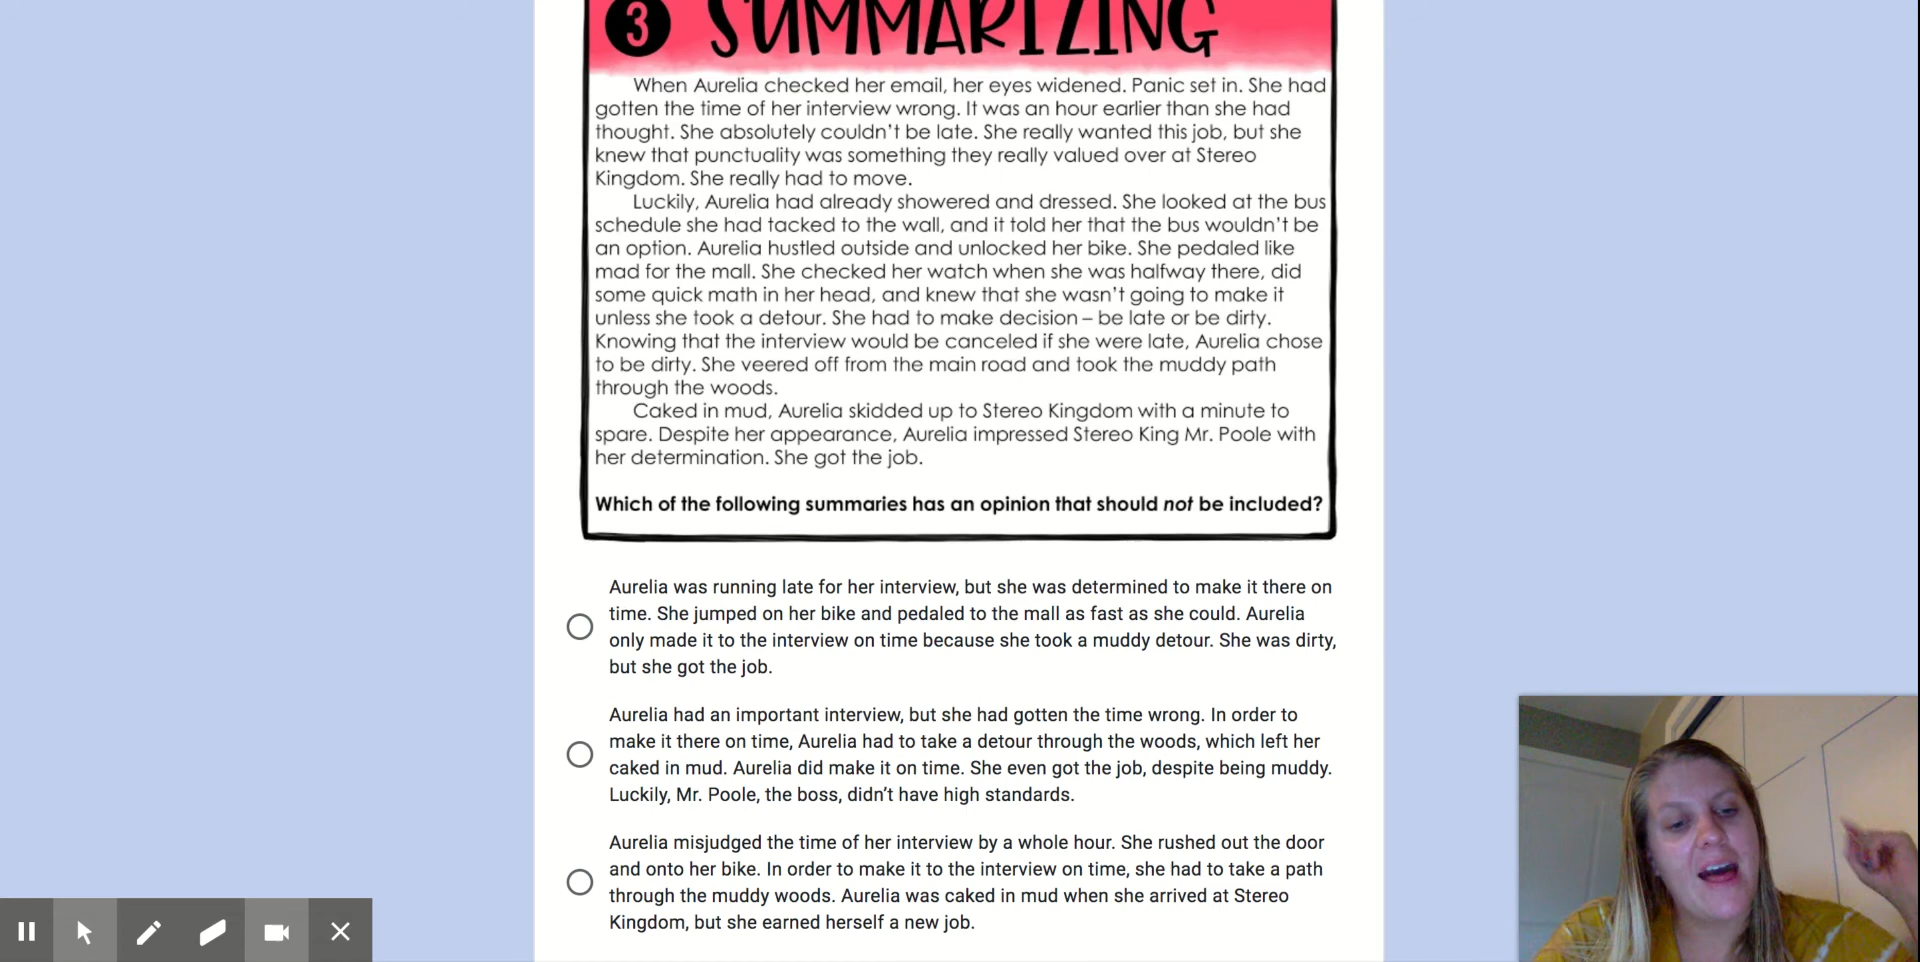 3 SUMMARIZING
When Aurelia checked her email, her eyes widened. Panic set in. She had
gotten the time of her interview wrong. It was an hour earlier than she had
thought. She absolutely couldn't be late. She really wanted this job, but she
knew that punctuality was something they really valued over at Stereo
Kingdom. She really had to move.
Luckily, Aurelia had already showered and dressed. She looked at the bus
schedule she had tacked to the wall, and it told her that the bus wouldn't be
an option. Aurelia hustled outside and unlocked her bike. She pedaled like
mad for the mall. She checked her watch when she was halfway there, did
some quick math in her head, and knew that she wasn't going to make it
unless she took a detour. She had to make decision – be late or be dirty.
Knowing that the interview would be canceled if she were late, Aurelia chose
to be dirty. She veered off from the main road and took the muddy path
through the woods.
Caked in mud, Aurelia skidded up to Stereo Kingdom with a minute to
spare. Despite her appearance, Aurelia impressed Stereo King Mr. Poole with
her determination. She got the job.
Which of the following summaries has an opinion that should not be included?
Aurelia was running late for her interview, but she was determined to make it there on
time. She jumped on her bike and pedaled to the mall as fast as she could. Aurelia
only made it to the interview on time because she took a muddy detour. She was dirty,
but she got the job.
Aurelia had an important interview, but she had gotten the time wrong. In order to
make it there on time, Aurelia had to take a detour through the woods, which left her
caked in mud. Aurelia did make it on time. She even got the job, despite being muddy.
Luckily, Mr. Poole, the boss, didn't have high standards.
Aurelia misjudged the time of her interview by a whole hour. She rushed out the door
and onto her bike. In order to make it to the interview on time, she had to take a path
through the muddy woods. Aurelia was caked in mud when she arrived at Stereo
Kingdom, but she earned herself a new job.